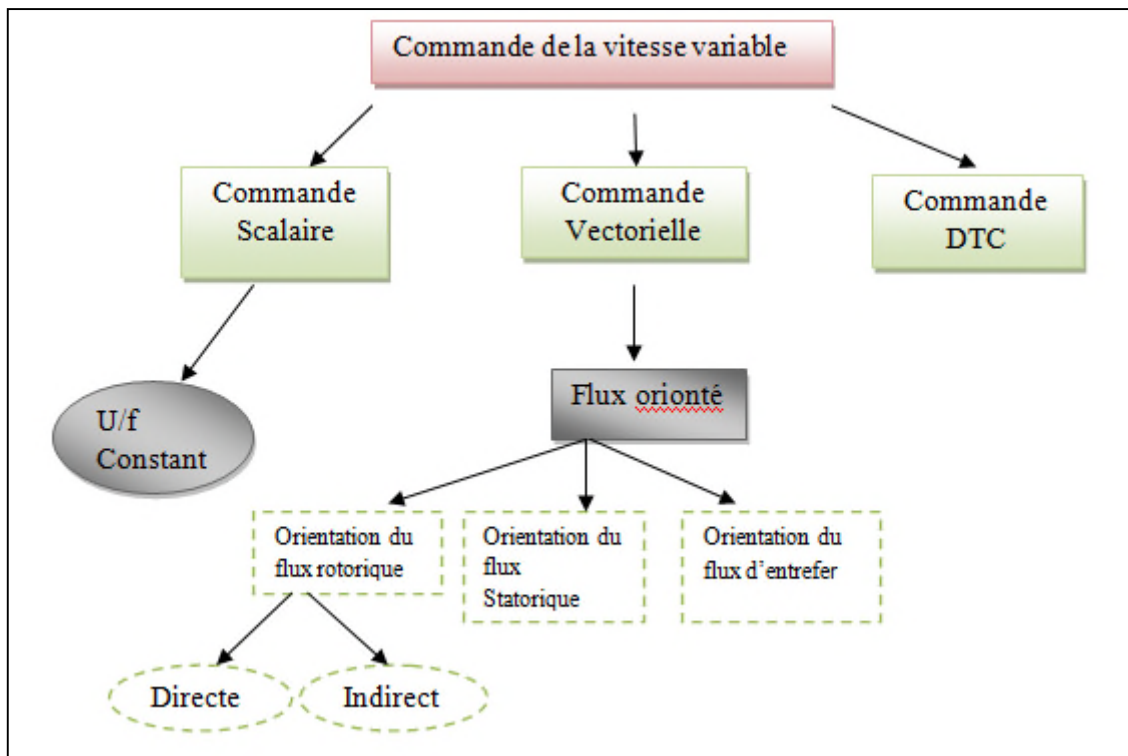 Commande de la vitesse variable
Commande
Scalaire
Commande
Vectorielle
Commande
DTC
U/f
Constant
Flux orionté
Orientation du
flux rotorique
Orientation du
flux
Statorique
Orientation du
flux d'entrefer
Directe
Indirect